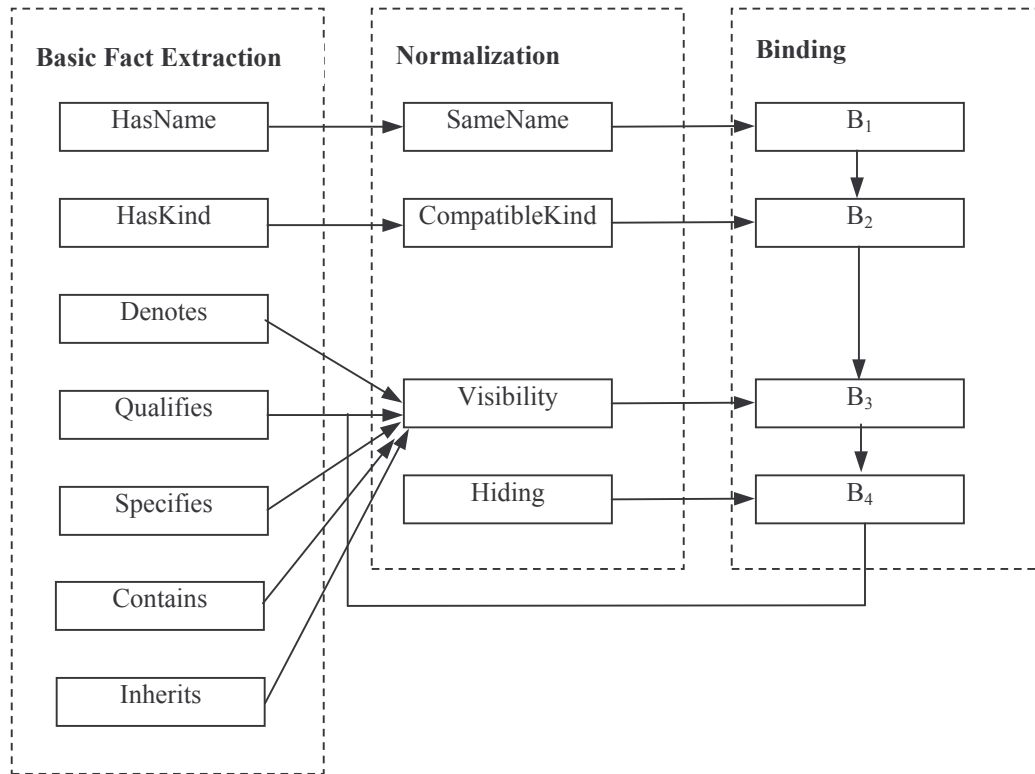 Basic Fact Extraction
HasName
HasKind
Denotes
Qualifies
Specifies
Contains
Inherits
Normalization
SameName
CompatibleKind
Visibility
Hiding
Binding
B₁
B₂
B₃
B₄